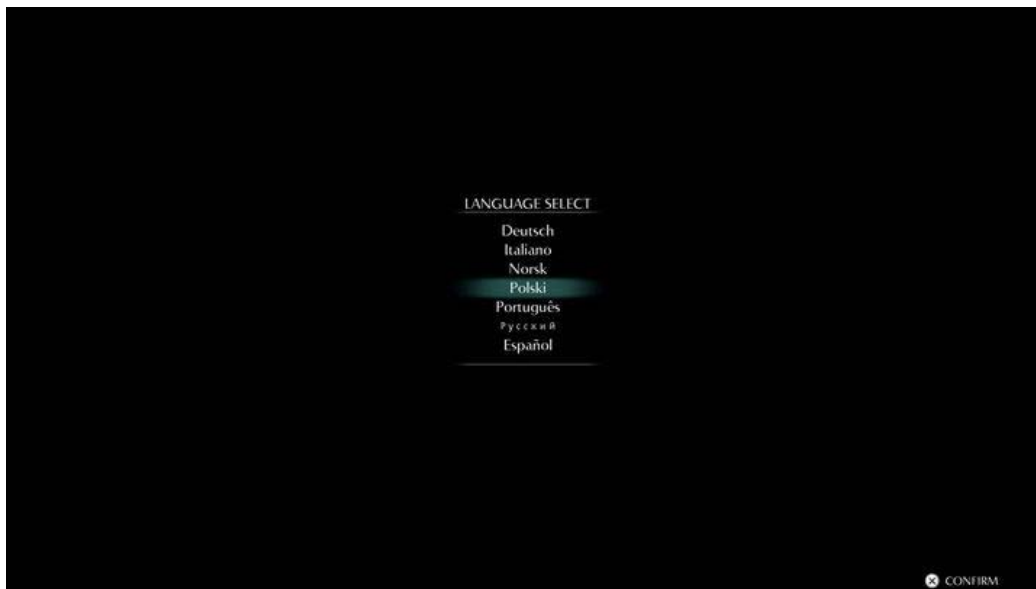 LANGUAGE SELECT
Deutsch
Italiano
Norsk
Polski
Português
Русский
Español
CONFIRM